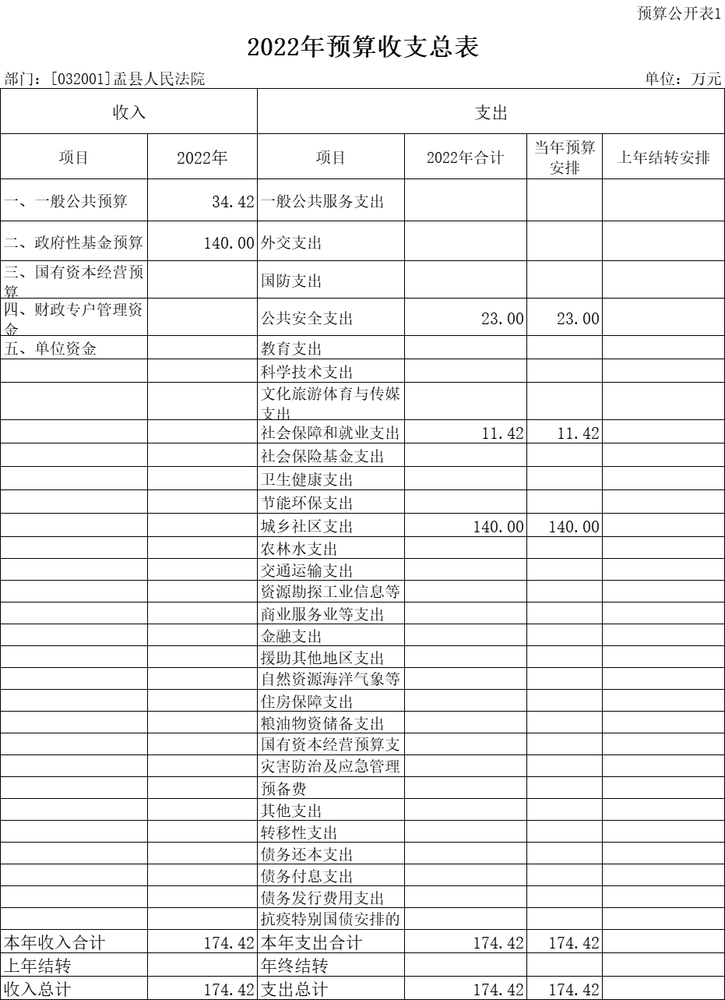 预算公开表1
2022年预算收支总表
部门：[032001]盂县人民法院 单位：万元
收入 支出
项目 2022年 项目 2022年合计 当年预算安排 上年结转安排
一、一般公共预算 34.42 一般公共服务支出
二、政府性基金预算 140.00 外交支出
三、国有资本经营预算 国防支出
四、财政专户管理资金 公共安全支出 23.00 23.00
五、单位资金 教育支出
科学技术支出
文化旅游体育与传媒支出
社会保障和就业支出 11.42 11.42
社会保险基金支出
卫生健康支出
节能环保支出
城乡社区支出 140.00 140.00
农林水支出
交通运输支出
资源勘探工业信息等
商业服务业等支出
金融支出
援助其他地区支出
自然资源海洋气象等
住房保障支出
粮油物资储备支出
国有资本经营预算支
灾害防治及应急管理
预备费
其他支出
转移性支出
债务还本支出
债务付息支出
债务发行费用支出
抗疫特别国债安排的
本年收入合计 174.42 本年支出合计 174.42 174.42
上年结转 年终结转
收入总计 174.42 支出总计 174.42 174.42